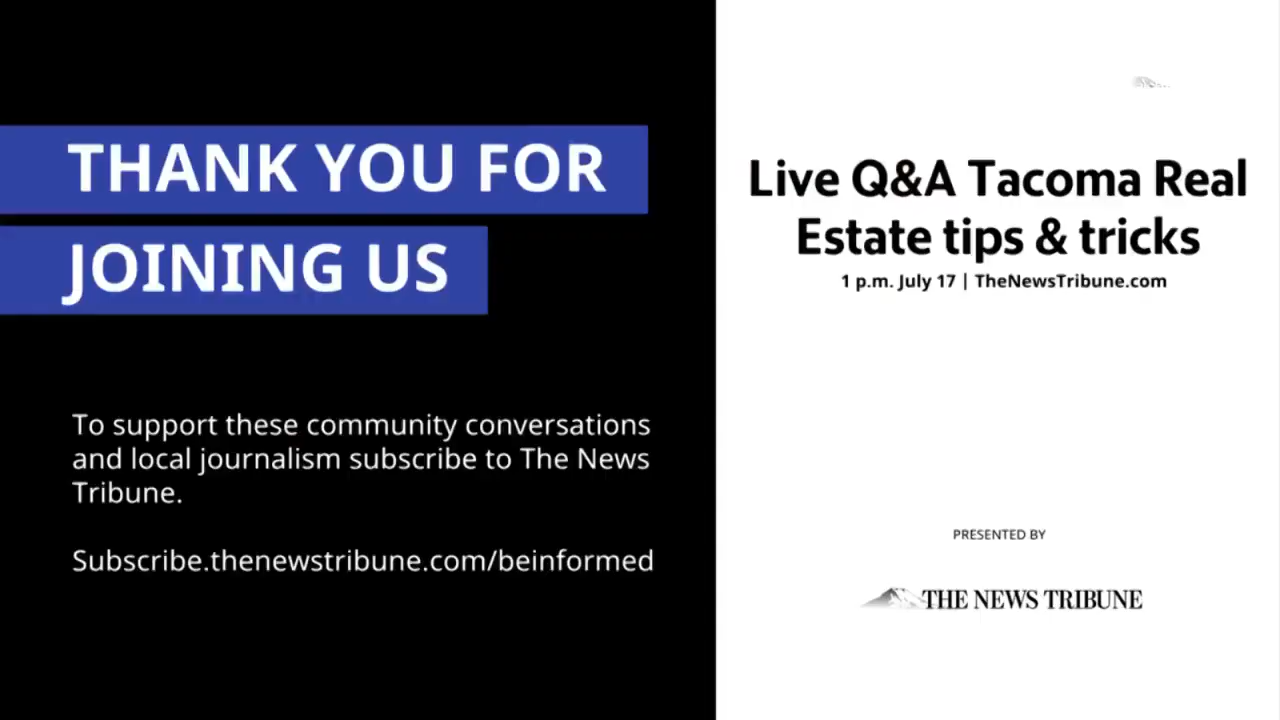 THANK YOU FOR
JOINING US
To support these community conversations
and local journalism subscribe to The News
Tribune.
Subscribe.thenewstribune.com/beinformed
Live Q&A Tacoma Real
Estate tips & tricks
1 p.m. July 17 | TheNewsTribune.com
PRESENTED BY
THE NEWS TRIBUNE